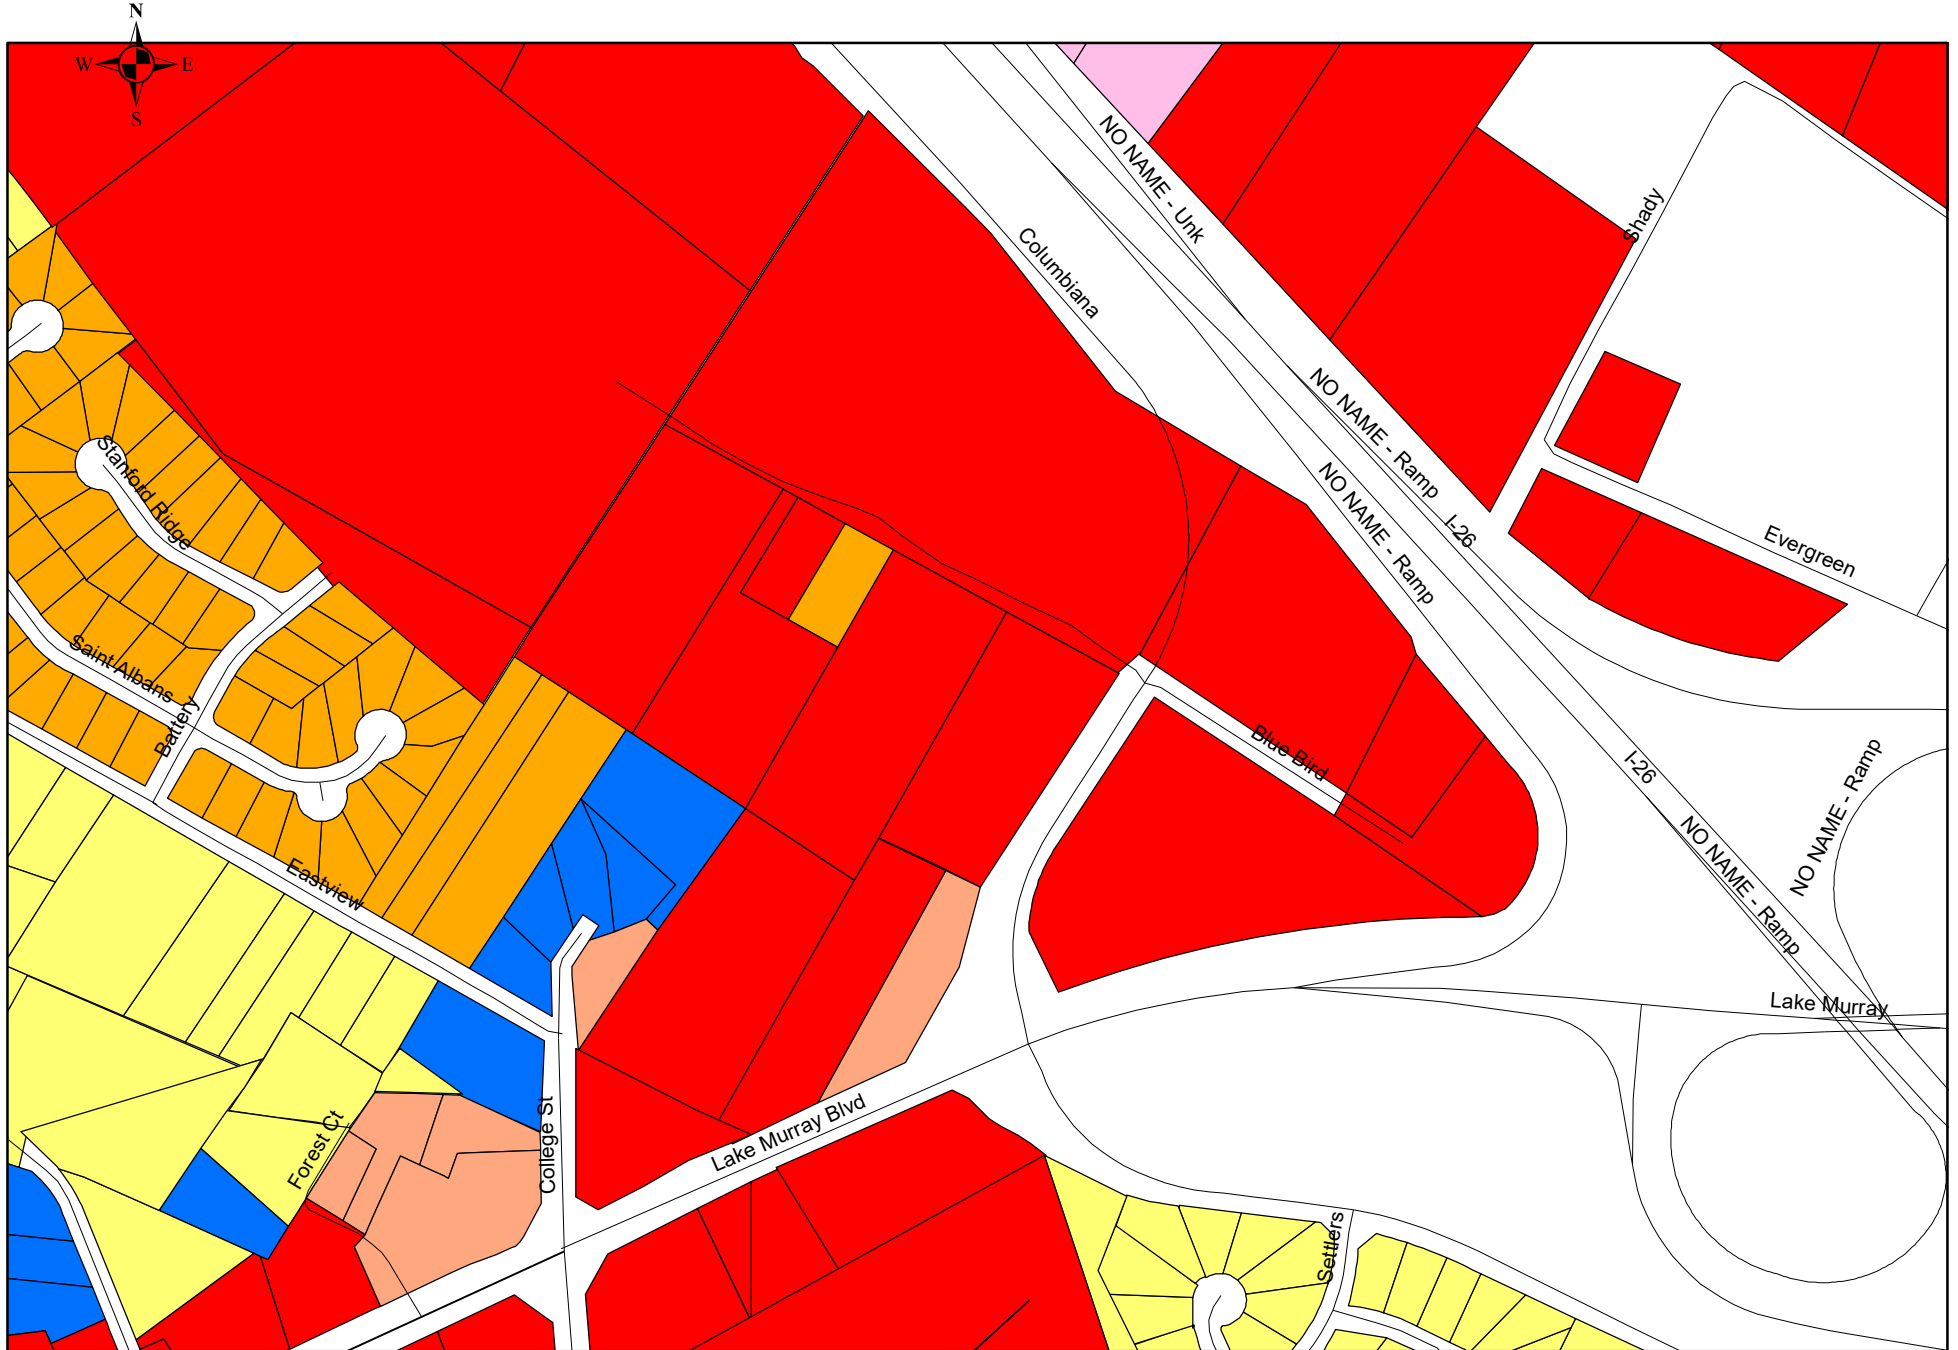 N
W E
S
NO NAME - Unk
Shady
Columbiana
NO NAME - Ramp
NO NAME - Ramp
I-26
Evergreen
Stanford Ridge
Saint Albans
Battery
Blue Bird
I-26
NO NAME - Ramp
NO NAME - Ramp
Eastview
Lake Murray
College St
Forest Ct
Lake Murray Blvd
Settlers